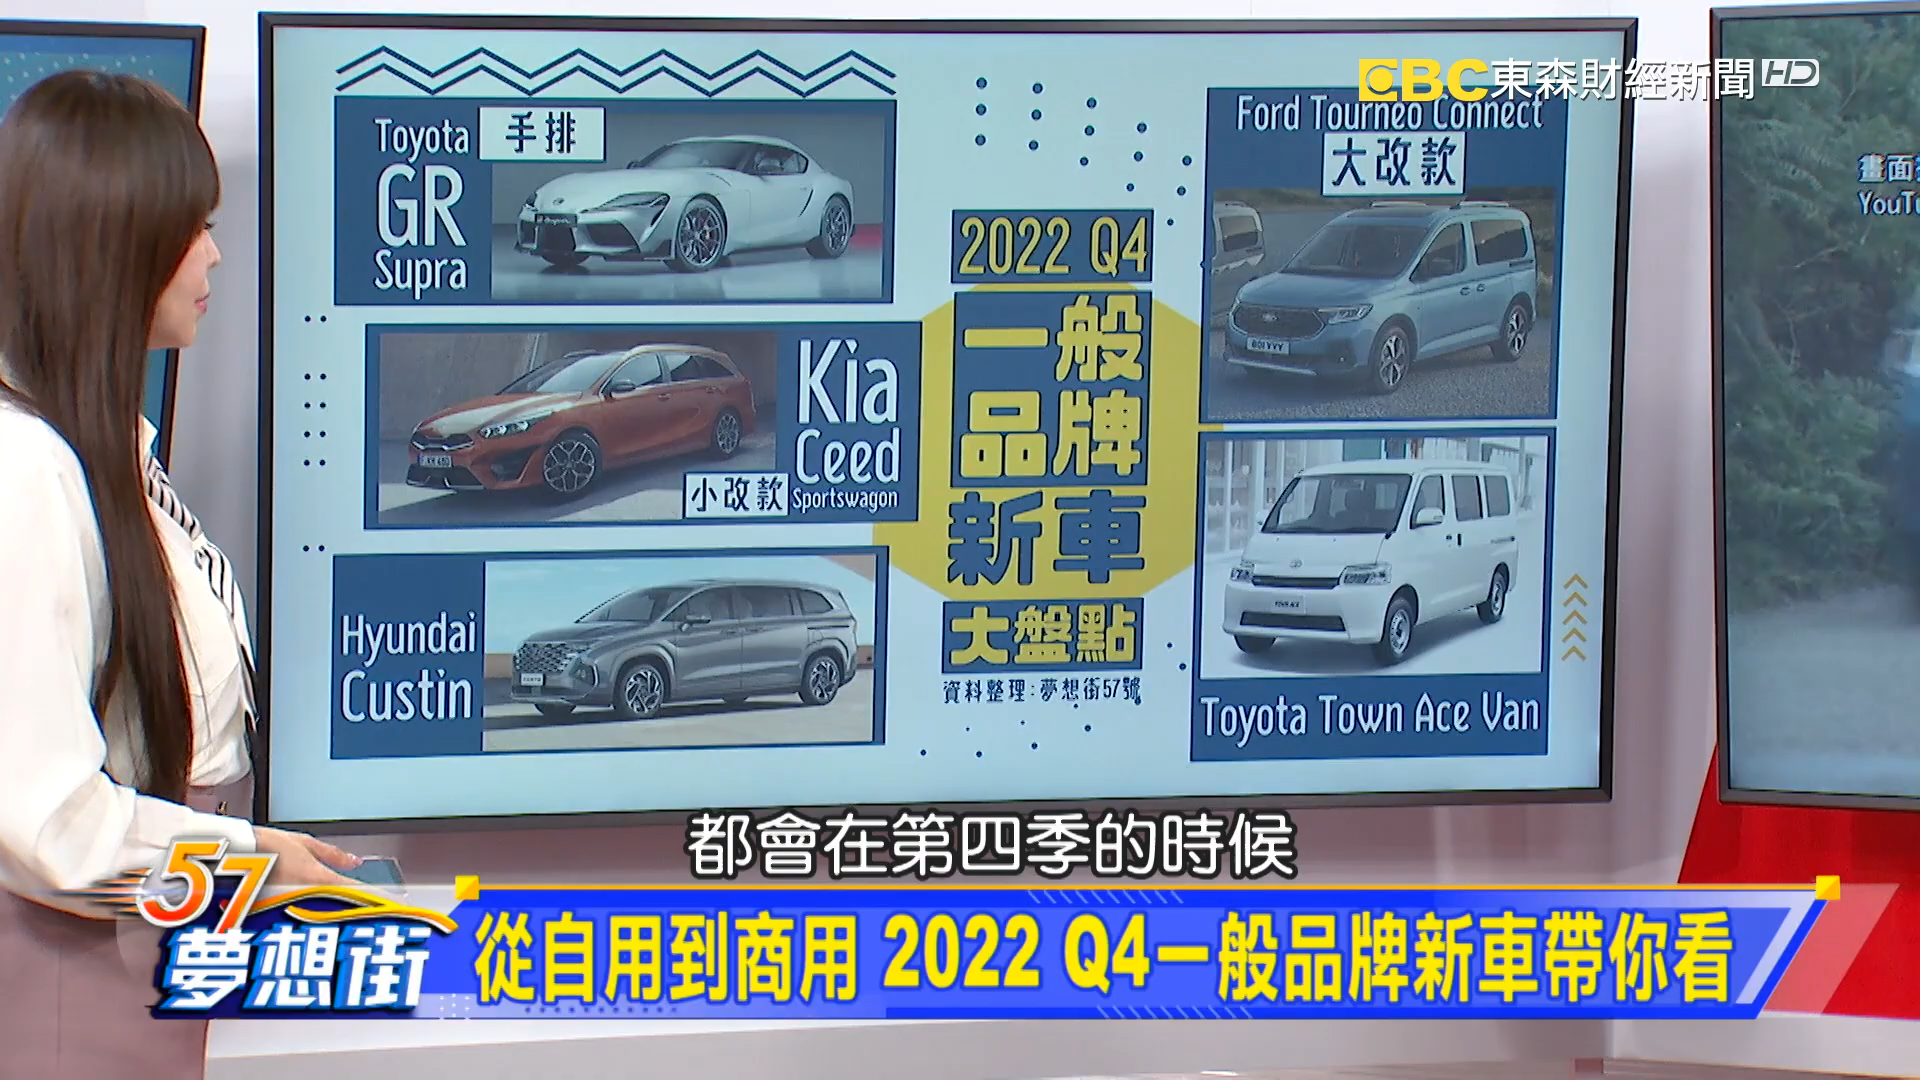 EBC東森財經新聞HD
Toyota
手排
GR
Supra
Kia
Ceed
Sportswagon
小改款
Hyundai
Custin
2022 Q4
一般
品牌
新車
大盤點
資料整理:夢想街57號
Ford Tourneo Connect
大改款
Toyota Town Ace Van
畫面
都會在第四季的時候
57
夢想街
從自用到商用 2022 Q4一般品牌新車帶你看